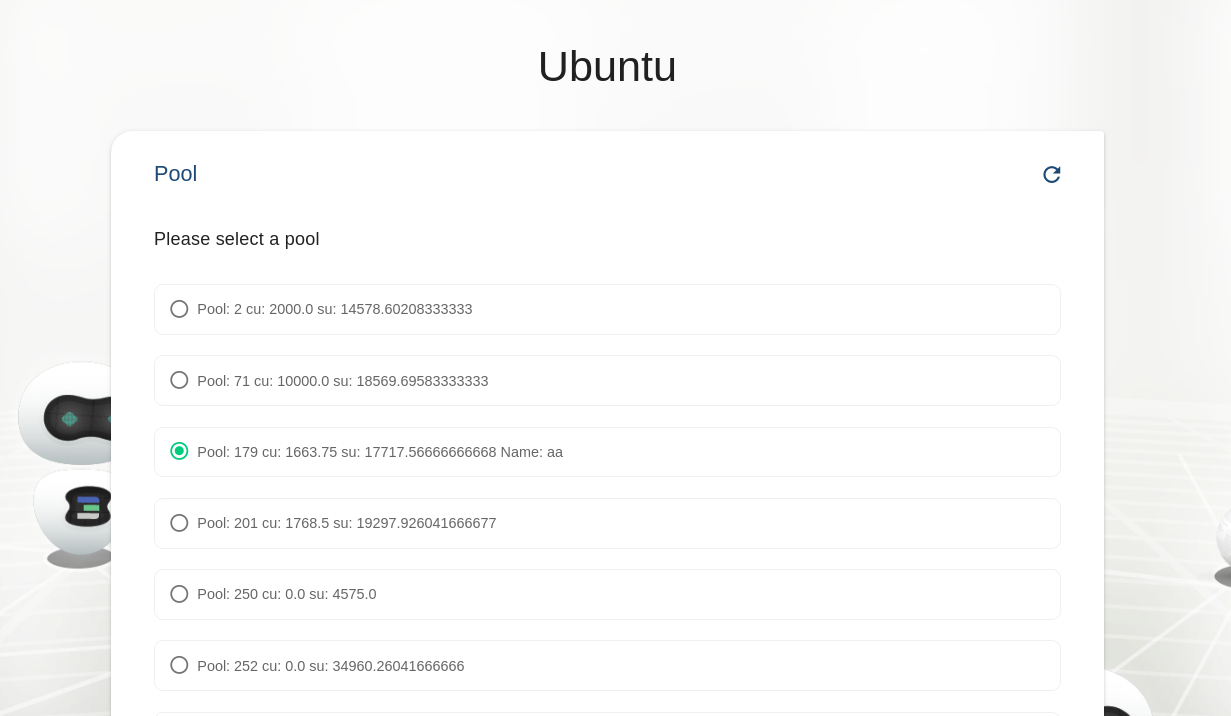 Ubuntu
Pool
Please select a pool
Pool: 2 cu: 2000.0 su: 14578.60208333333
Pool: 71 cu: 10000.0 su: 18569.69583333333
Pool: 179 cu: 1663.75 su: 17717.56666666668 Name: aa
Pool: 201 cu: 1768.5 su: 19297.926041666677
Pool: 250 cu: 0.0 su: 4575.0
Pool: 252 cu: 0.0 su: 34960.26041666666